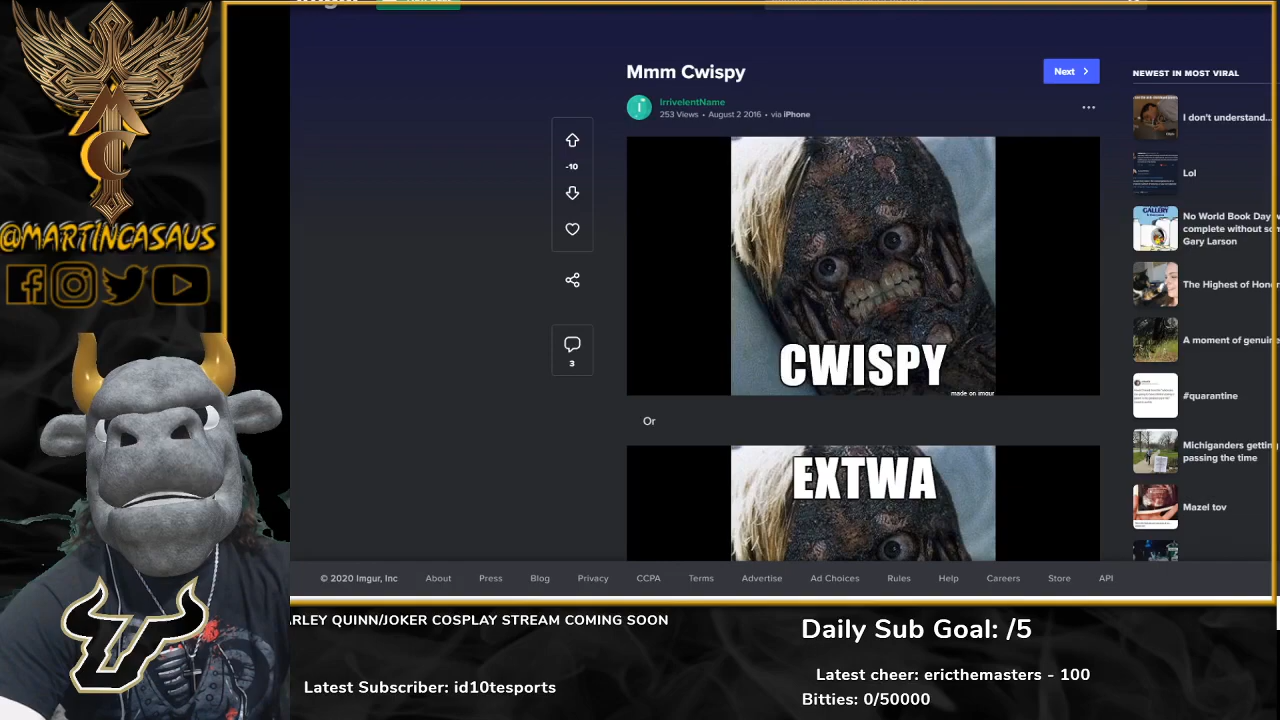 MC
@MARTINCASAUS
Mmm Cwispy
Next
IrrivelentName
253 Views • August 2 2016 • via iPhone
-10
3
CWISPY
made on imgur
Or
EXTWA
NEWEST IN MOST VIRAL
I don't understand...
Lol
No World Book Day
complete without
Gary Larson
The Highest of
A moment of
#quarantine
Michiganders
passing the time
Mazel tov
© 2020 Imgur, Inc
About
Press
Blog
Privacy
CCPA
Terms
Advertise
Ad Choices
Rules
Help
Careers
Store
API
QUINN/JOKER COSPLAY STREAM COMING SOON
Daily Sub Goal: /5
Latest cheer: ericthemasters - 100
Latest Subscriber: id10tesports
Bitties: 0/50000